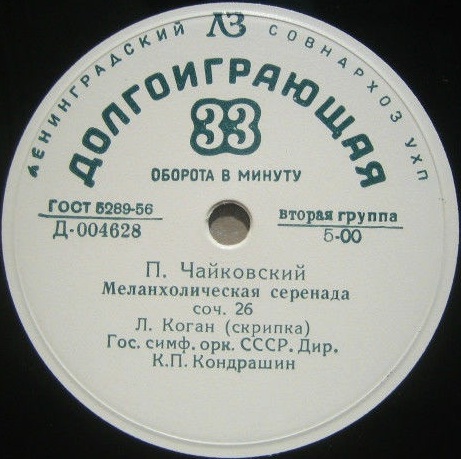 ЛЕНИНГРАДСКИЙ ЛЗ СОВНАРХОЗ УХП
ДОЛГОИГРАЮЩАЯ
33
ОБОРОТА В МИНУТУ
ГОСТ 5289-56
Д-004628
ВТОРАЯ ГРУППА
5-00
П. Чайковский
Меланхолическая серенада
соч. 26
Л. Коган (скрипка)
Гос. симф. орк. СССР. Дир.
К.П. Кондрашин